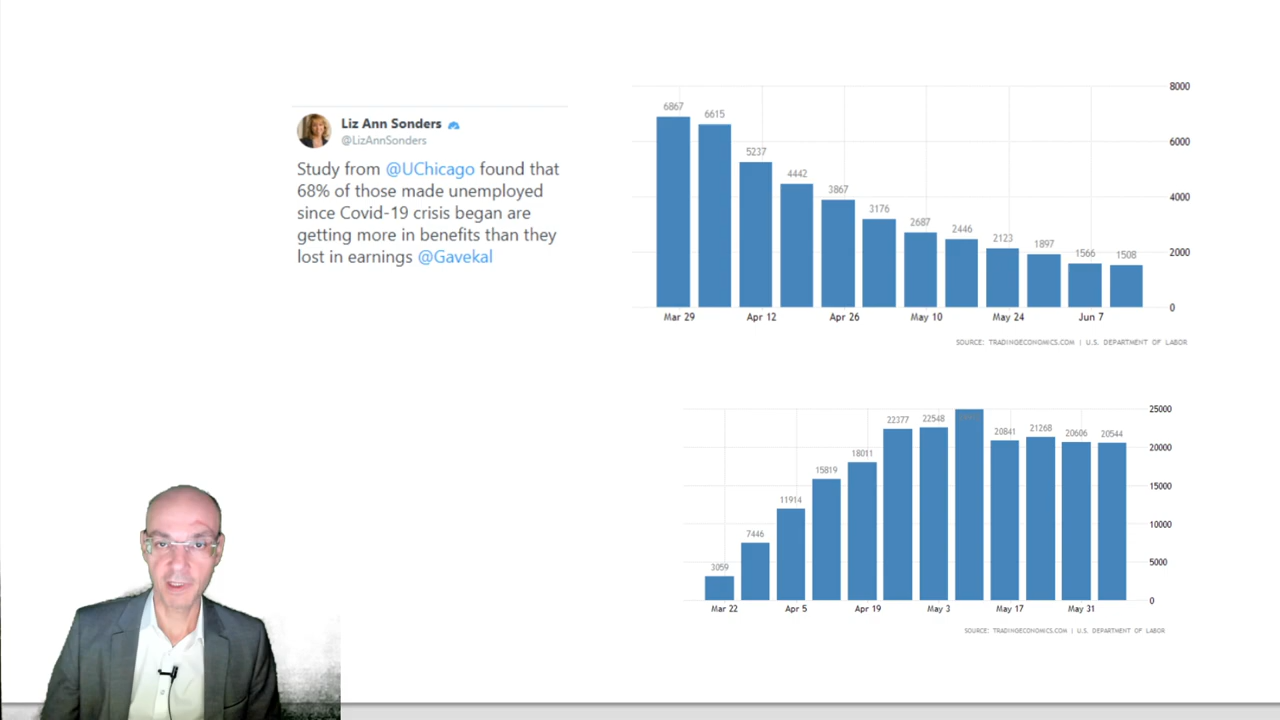 Liz Ann Sonders
@LizAnnSonders
Study from @UChicago found that
68% of those made unemployed
since Covid-19 crisis began are
getting more in benefits than they
lost in earnings @Gavekal
8000
6000
4000
2000
0
6867
6615
5237
4442
3867
3176
2687
2446
2123
1897
1566
1508
Mar 29
Apr 12
Apr 26
May 10
May 24
Jun 7
SOURCE: TRADINGECONOMICS.COM | U.S. DEPARTMENT OF LABOR
25000
20000
15000
10000
5000
0
3059
7446
11914
15819
18011
22377
22548
20841
21268
20606
20544
Mar 22
Apr 5
Apr 19
May 3
May 17
May 31
SOURCE: TRADINGECONOMICS.COM | U.S. DEPARTMENT OF LABOR